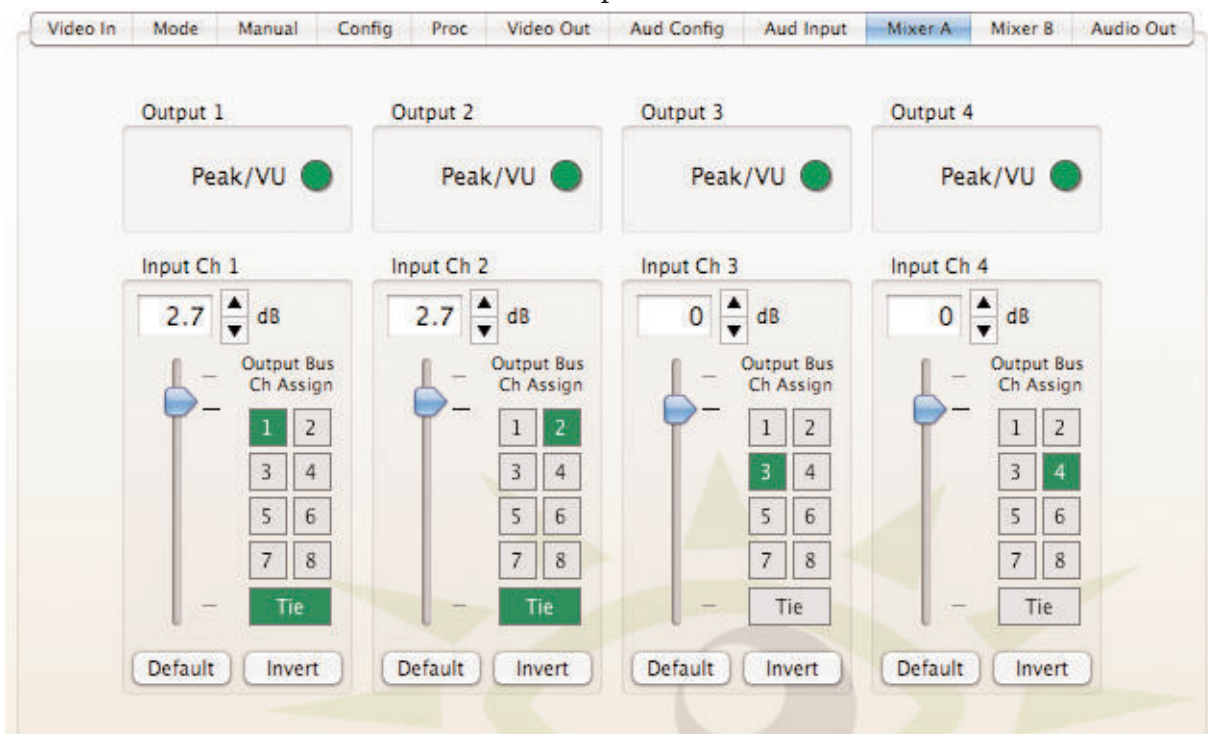 Video In Mode Manual Config Proc Video Out Aud Config Aud Input Mixer A Mixer B Audio Out
Output 1 Output 2 Output 3 Output 4
Peak/VU Peak/VU Peak/VU Peak/VU
Input Ch 1 Input Ch 2 Input Ch 3 Input Ch 4
2.7 dB 2.7 dB 0 dB 0 dB
Output Bus Output Bus Output Bus Output Bus
Ch Assign Ch Assign Ch Assign Ch Assign
1 2 1 2 1 2 1 2
3 4 3 4 3 4 3 4
5 6 5 6 5 6 5 6
7 8 7 8 7 8 7 8
Tie Tie Tie Tie
Default Invert Default Invert Default Invert Default Invert